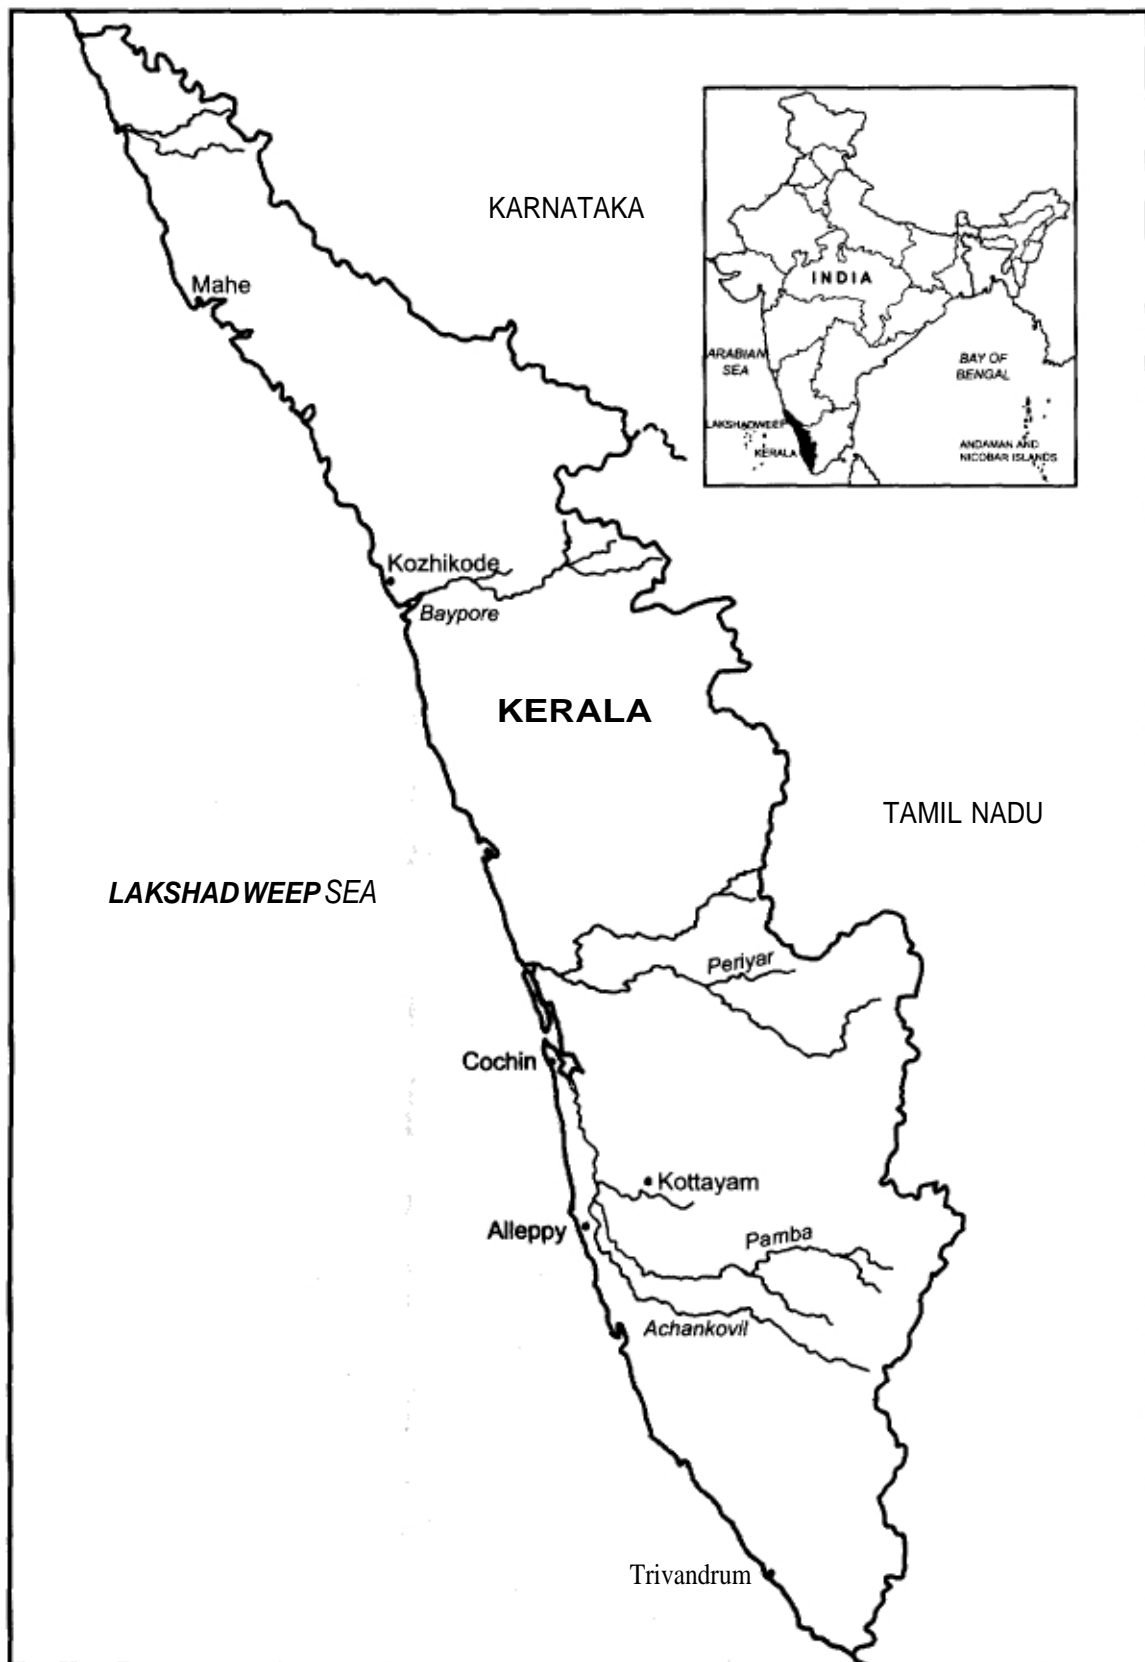 KARNATAKA
INDIA
ARABIAN
SEA
BAY OF
BENGAL
LAKSHADWEEP
KERALA
ANDAMAN AND
NICOBAR ISLANDS
Mahe
Kozhikode
Baypore
KERALA
TAMIL NADU
LAKSHADWEEP SEA
Periyar
Cochin
Kottayam
Alleppy
Pamba
Achankovil
Trivandrum